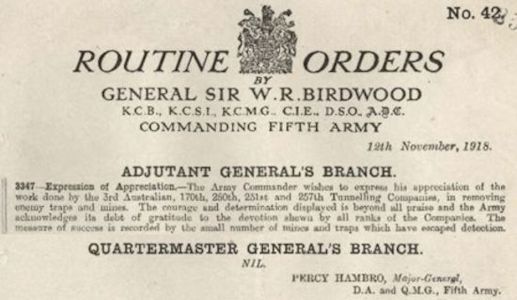 No. 42
ROUTINE ORDERS
BY
GENERAL SIR W. R. BIRDWOOD
K.C.B., K.C.S.I., K.C.M.G., C.I.E., D.S.O., A.D.C.
COMMANDING FIFTH ARMY
12th November, 1918.
ADJUTANT GENERAL'S BRANCH.
3347—Expression of Appreciation.—The Army Commander wishes to express his appreciation of the
work done by the 3rd Australian, 170th, 250th, 251st and 257th Tunnelling Companies, in removing
enemy traps and mines. The courage and determination displayed is beyond all praise and the Army
acknowledges its debt of gratitude to the devotion shewn by all ranks of the Companies. The
measure of success is recorded by the small number of mines and traps which have escaped detection.
QUARTERMASTER GENERAL'S BRANCH.
NIL.
PERCY HAMBRO, Major-General,
D.A. and Q.M.G., Fifth Army.